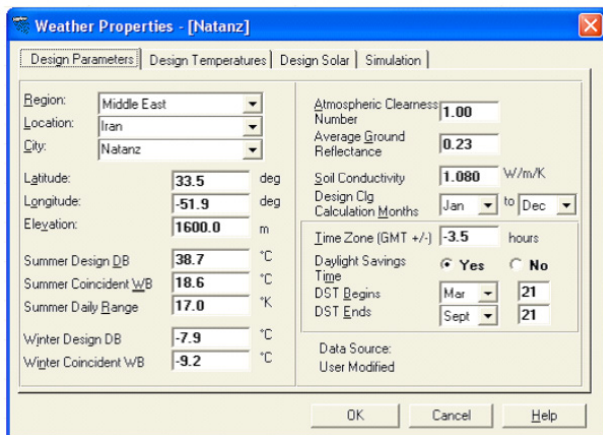 Weather Properties - [Natanz]
Design Parameters Design Temperatures Design Solar Simulation
Region: Middle East
Location: Iran
City: Natanz
Latitude: 33.5 deg
Longitude: -51.9 deg
Elevation: 1600.0 m
Summer Design DB 38.7 °C
Summer Coincident WB 18.6 °C
Summer Daily Range 17.0 °K
Winter Design DB -7.9 °C
Winter Coincident WB -9.2 °C
Atmospheric Clearness
Number 1.00
Average Ground
Reflectance 0.23
Soil Conductivity 1.080 W/m/K
Design Clg
Calculation Months Jan to Dec
Time Zone (GMT +/-) -3.5 hours
Daylight Savings
Time Yes No
DST Begins Mar 21
DST Ends Sept 21
Data Source:
User Modified
OK Cancel Help